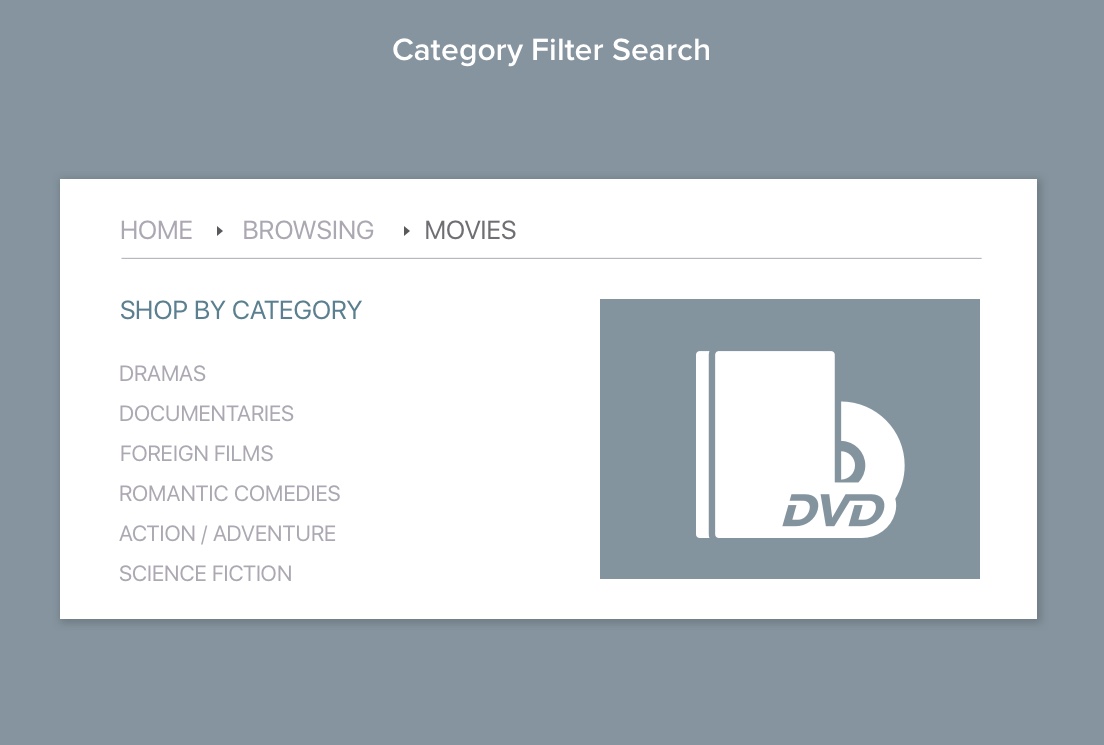 Category Filter Search
HOME BROWSING MOVIES
SHOP BY CATEGORY
DRAMAS
DOCUMENTARIES
FOREIGN FILMS
ROMANTIC COMEDIES
ACTION / ADVENTURE
SCIENCE FICTION
DVD